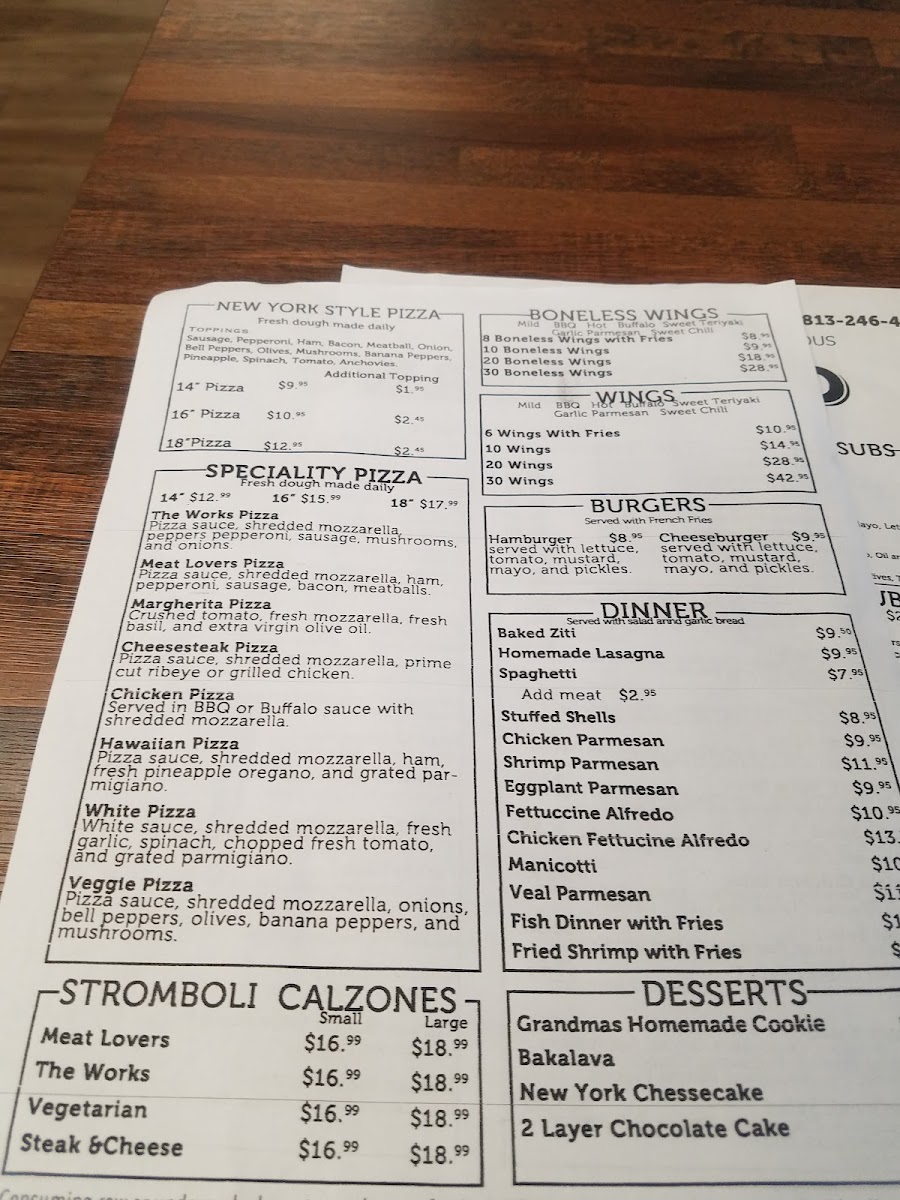 NEW YORK STYLE PIZZA
Fresh dough made daily
TOPPINGS
Sausage, Pepperoni, Ham, Bacon, Meatball, Onion,
Bell Peppers, Olives, Mushrooms, Banana Peppers,
Pineapple, Spinach, Tomato, Anchovies.
Additional Topping
14" Pizza $9.95 $1.95
16" Pizza $10.95 $2.45
18"Pizza $12.95 $2.45
SPECIALITY PIZZA
Fresh dough made daily
14" $12.99 16" $15.99 18" $17.99
The Works Pizza
Pizza sauce, shredded mozzarella,
peppers pepperoni, sausage, mushrooms,
and onions.
Meat Lovers Pizza
Pizza sauce, shredded mozzarella, ham,
pepperoni, sausage, bacon, meatballs.
Margherita Pizza
Crushed tomato, fresh mozzarella, fresh
basil, and extra virgin olive oil.
Cheesesteak Pizza
Pizza sauce, shredded mozzarella, prime
cut ribeye or grilled chicken.
Chicken Pizza
Served in BBQ or Buffalo sauce with
shredded mozzarella.
Hawaiian Pizza
Pizza sauce, shredded mozzarella, ham,
fresh pineapple oregano, and grated par-
migiano.
White Pizza
White sauce, shredded mozzarella, fresh
garlic, spinach, chopped fresh tomato,
and grated parmigiano.
Veggie Pizza
Pizza sauce, shredded mozzarella, onions,
bell peppers, olives, banana peppers, and
mushrooms.
STROMBOLI CALZONES
Small Large
Meat Lovers $16.99 $18.99
The Works $16.99 $18.99
Vegetarian $16.99 $18.99
Steak &Cheese $16.99 $18.99
BONELESS WINGS
Mild BBQ Hot Buffalo Sweet Teriyaki
Garlic Parmesan Sweet Chili
8 Boneless Wings with Fries $8.95
10 Boneless Wings $9.95
20 Boneless Wings $18.95
30 Boneless Wings $28.95
WINGS
Mild BBQ Hot Buffalo Sweet Teriyaki
Garlic Parmesan Sweet Chili
6 Wings With Fries $10.95
10 Wings $14.95
20 Wings $28.95
30 Wings $42.95
BURGERS
Served with French Fries
Hamburger $8.95
served with lettuce,
tomato, mustard,
mayo, and pickles.
Cheeseburger $9.95
served with lettuce,
tomato, mustard,
mayo, and pickles.
DINNER
Served with salad annd garlic bread
Baked Ziti $9.50
Homemade Lasagna $9.95
Spaghetti $7.95
Add meat $2.95
Stuffed Shells $8.95
Chicken Parmesan $9.95
Shrimp Parmesan $11.95
Eggplant Parmesan $9.95
Fettuccine Alfredo $10.95
Chicken Fettucine Alfredo $13.
Manicotti $10
Veal Parmesan $11
Fish Dinner with Fries $1
Fried Shrimp with Fries $
DESSERTS
Grandmas Homemade Cookie
Bakalava
New York Chessecake
2 Layer Chocolate Cake
813-246-4
SUBS